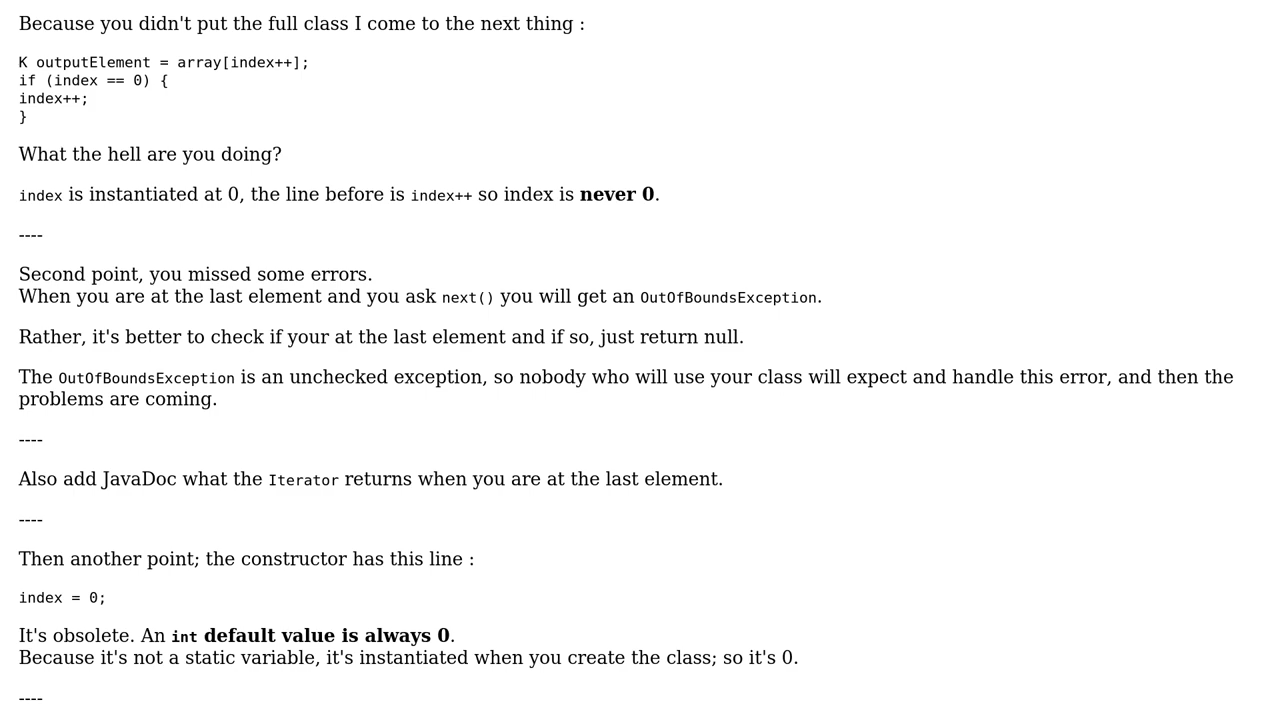 Because you didn't put the full class I come to the next thing :
K outputElement = array[index++];
if (index == 0) {
index++;
}
What the hell are you doing?
index is instantiated at 0, the line before is index++ so index is never 0.
----
Second point, you missed some errors.
When you are at the last element and you ask next() you will get an OutOfBoundsException.
Rather, it's better to check if your at the last element and if so, just return null.
The OutOfBoundsException is an unchecked exception, so nobody who will use your class will expect and handle this error, and then the
problems are coming.
----
Also add JavaDoc what the Iterator returns when you are at the last element.
----
Then another point; the constructor has this line :
index = 0;
It's obsolete. An int default value is always 0.
Because it's not a static variable, it's instantiated when you create the class; so it's 0.
----